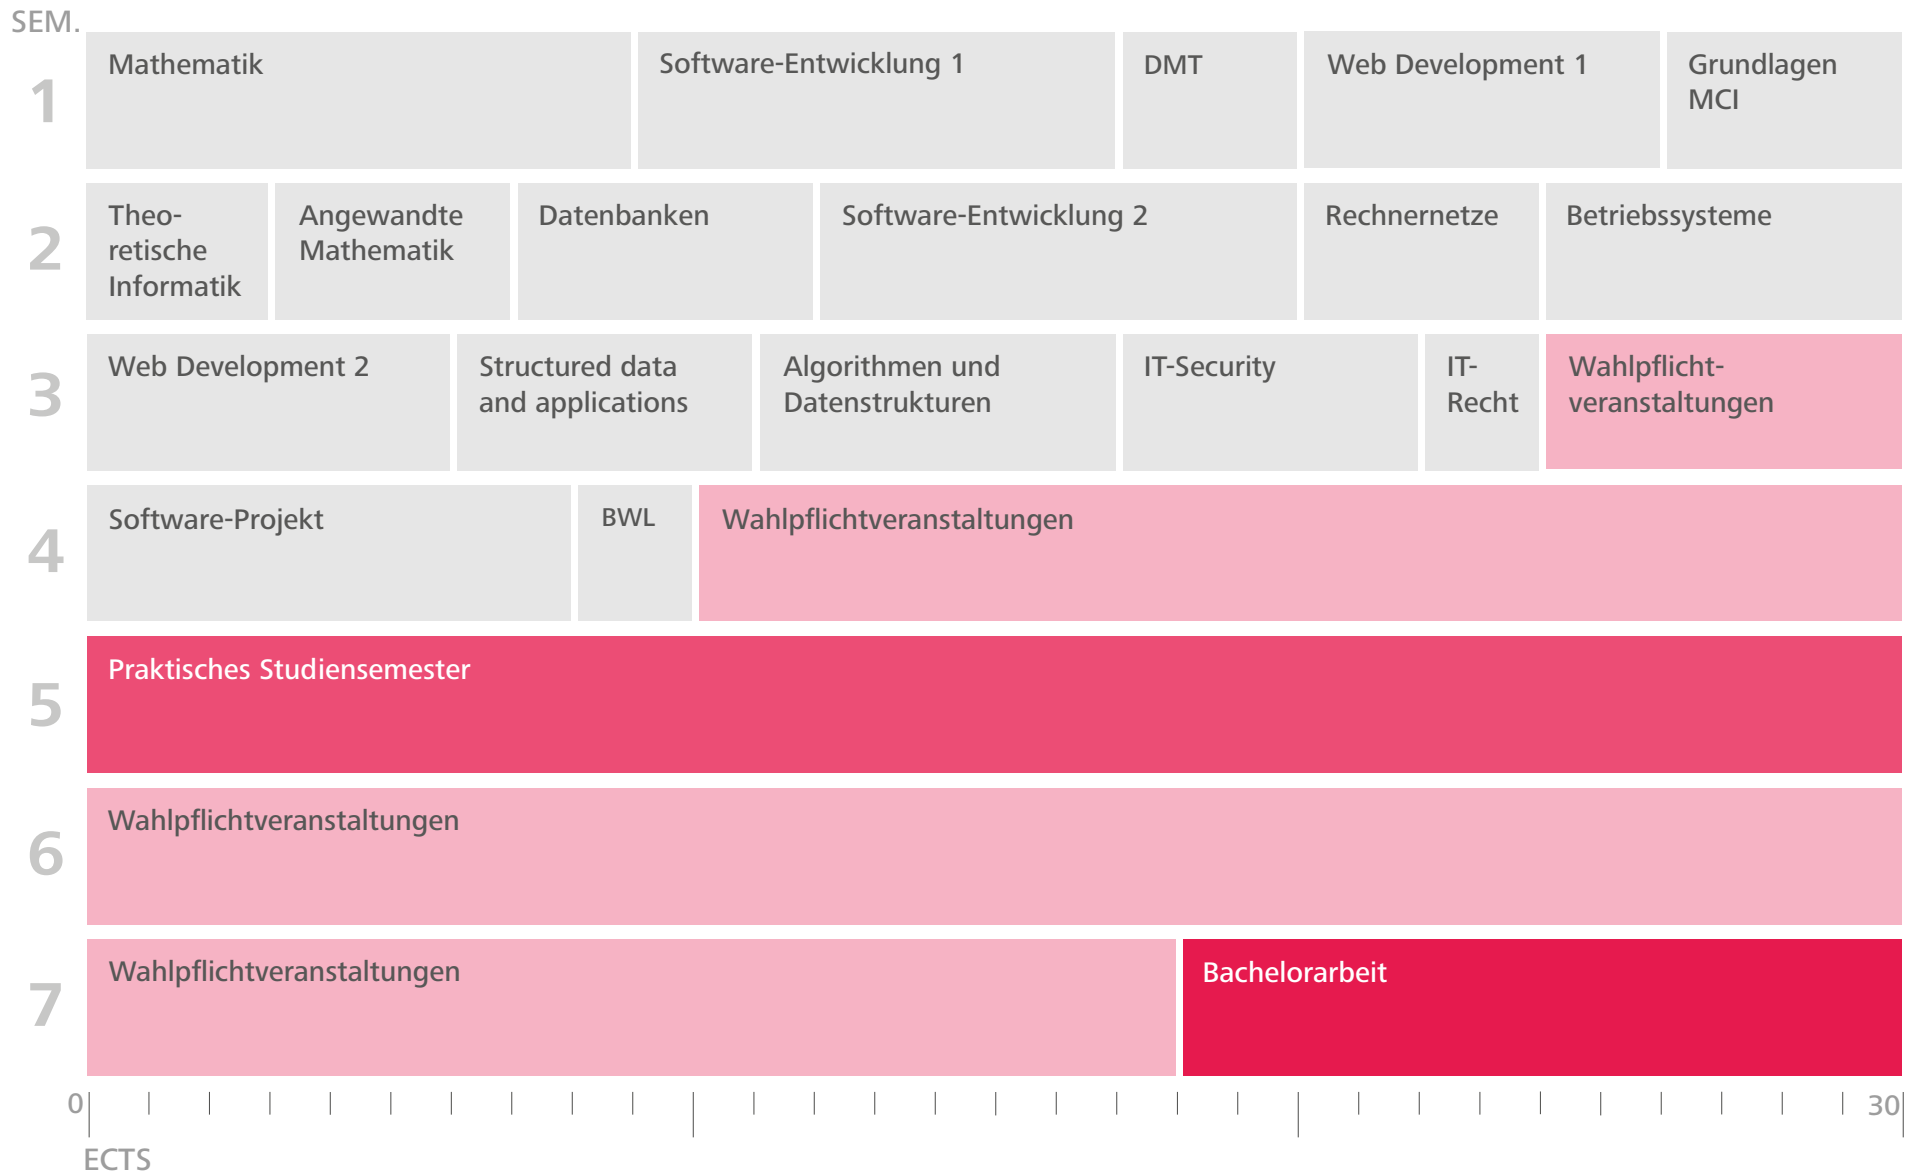 SEM.
1
Mathematik
Software-Entwicklung 1
DMT
Web Development 1
Grundlagen
MCI
2
Theo-
retische
Informatik
Angewandte
Mathematik
Datenbanken
Software-Entwicklung 2
Rechnernetze
Betriebssysteme
3
Web Development 2
Structured data
and applications
Algorithmen und
Datenstrukturen
IT-Security
IT-
Recht
Wahlpflicht-
veranstaltungen
4
Software-Projekt
BWL
Wahlpflichtveranstaltungen
5
Praktisches Studiensemester
6
Wahlpflichtveranstaltungen
7
Wahlpflichtveranstaltungen
Bachelorarbeit
0
30
ECTS